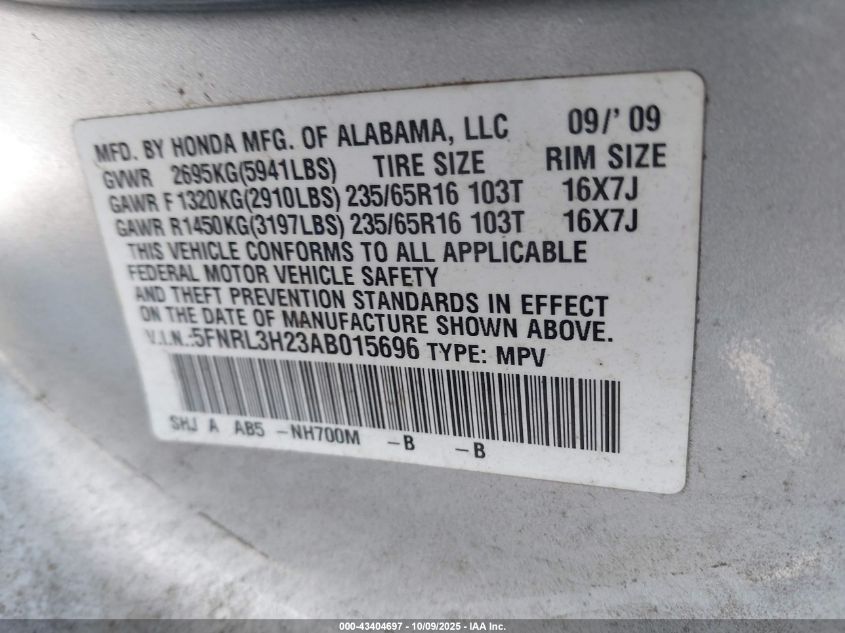 MFD. BY HONDA MFG. OF ALABAMA, LLC 09/'09
GVWR 2695KG(5941LBS) TIRE SIZE RIM SIZE
GAWR F1320KG(2910LBS) 235/65R16 103T 16X7J
GAWR R1450KG(3197LBS) 235/65R16 103T 16X7J
THIS VEHICLE CONFORMS TO ALL APPLICABLE
FEDERAL MOTOR VEHICLE SAFETY
AND THEFT PREVENTION STANDARDS IN EFFECT
ON THE DATE OF MANUFACTURE SHOWN ABOVE.
V.I.N.:5FNRL3H23AB015696 TYPE: MPV
SHJ A AB5 -NH700M -B -B
000-43404697 - 10/09/2025 - IAA Inc.